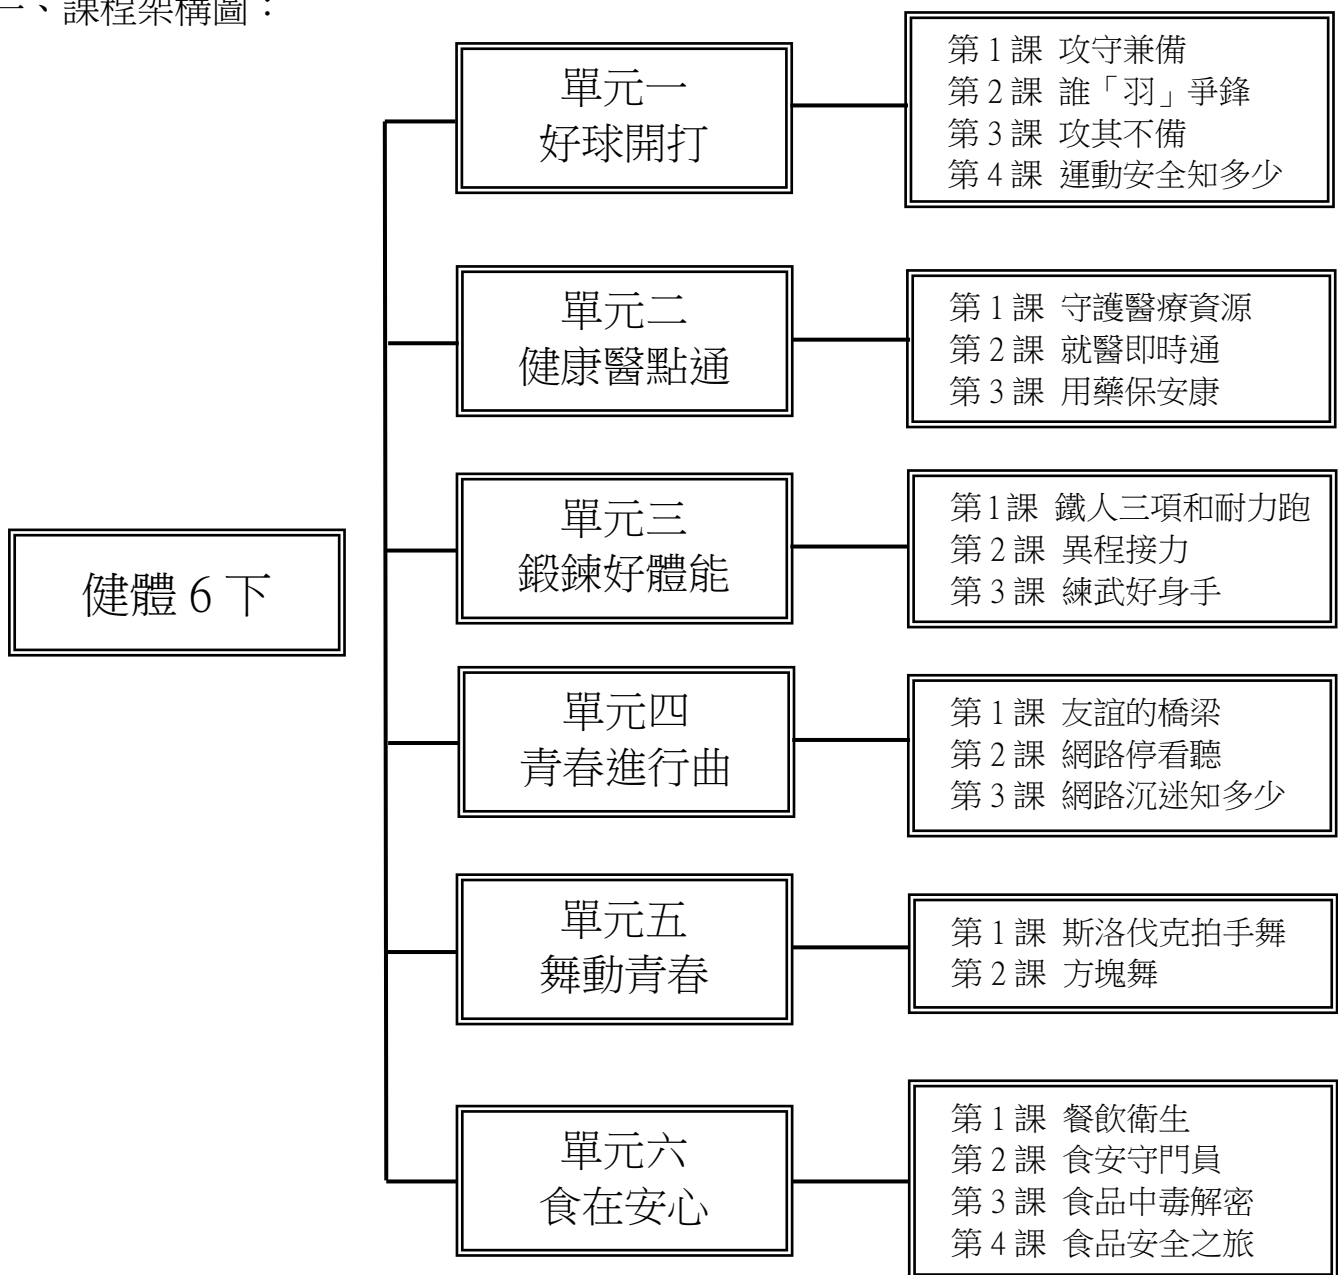 一、課程架構圖：
健體 6 下
單元一
好球開打
第 1 課 攻守兼備
第 2 課 誰「羽」爭鋒
第 3 課 攻其不備
第 4 課 運動安全知多少
單元二
健康醫點通
第 1 課 守護醫療資源
第 2 課 就醫即時通
第 3 課 用藥保安康
單元三
鍛鍊好體能
第 1 課 鐵人三項和耐力跑
第 2 課 異程接力
第 3 課 練武好身手
單元四
青春進行曲
第 1 課 友誼的橋梁
第 2 課 網路停看聽
第 3 課 網路沉迷知多少
單元五
舞動青春
第 1 課 斯洛伐克拍手舞
第 2 課 方塊舞
單元六
食在安心
第 1 課 餐飲衛生
第 2 課 食安守門員
第 3 課 食品中毒解密
第 4 課 食品安全之旅